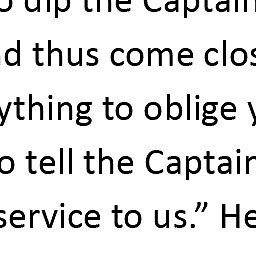 o dip the Captain
d thus come clos
ything to oblige y
o tell the Captain
service to us.” He